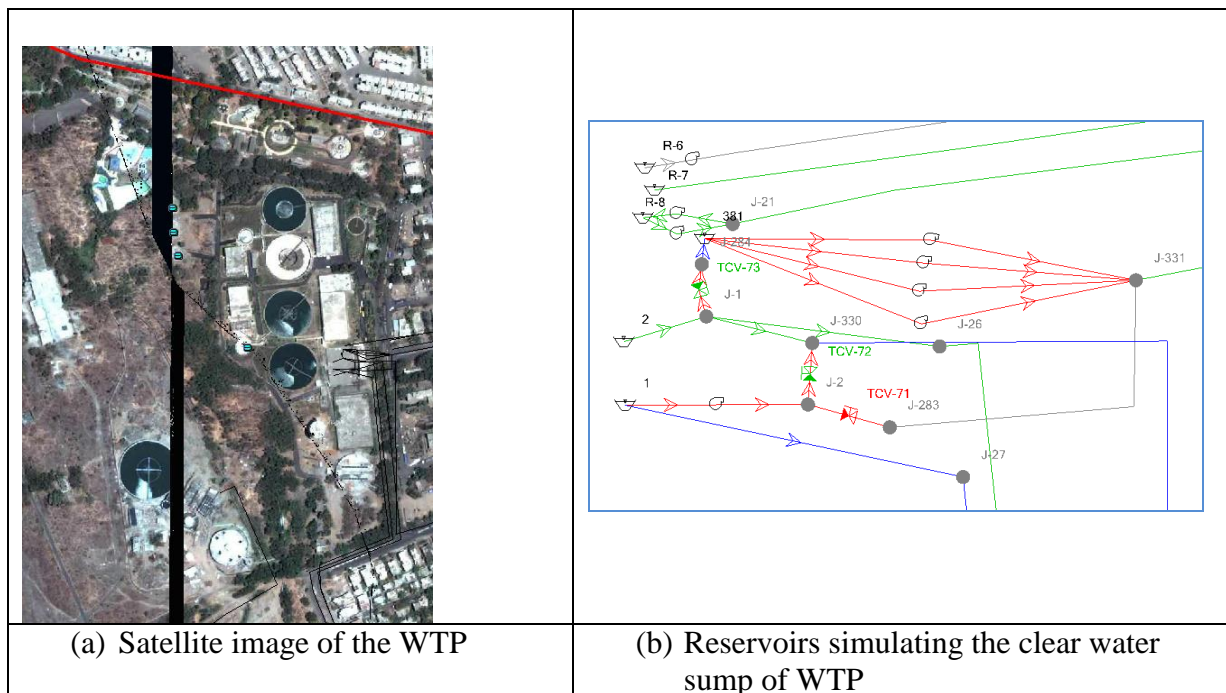 R-6
R-7
R-8
J-21
381
J-284
TCV-73
J-331
J-1
2
J-330
J-26
TCV-72
1
J-2
TCV-71
J-283
J-27
(a) Satellite image of the WTP
(b) Reservoirs simulating the clear water
sump of WTP